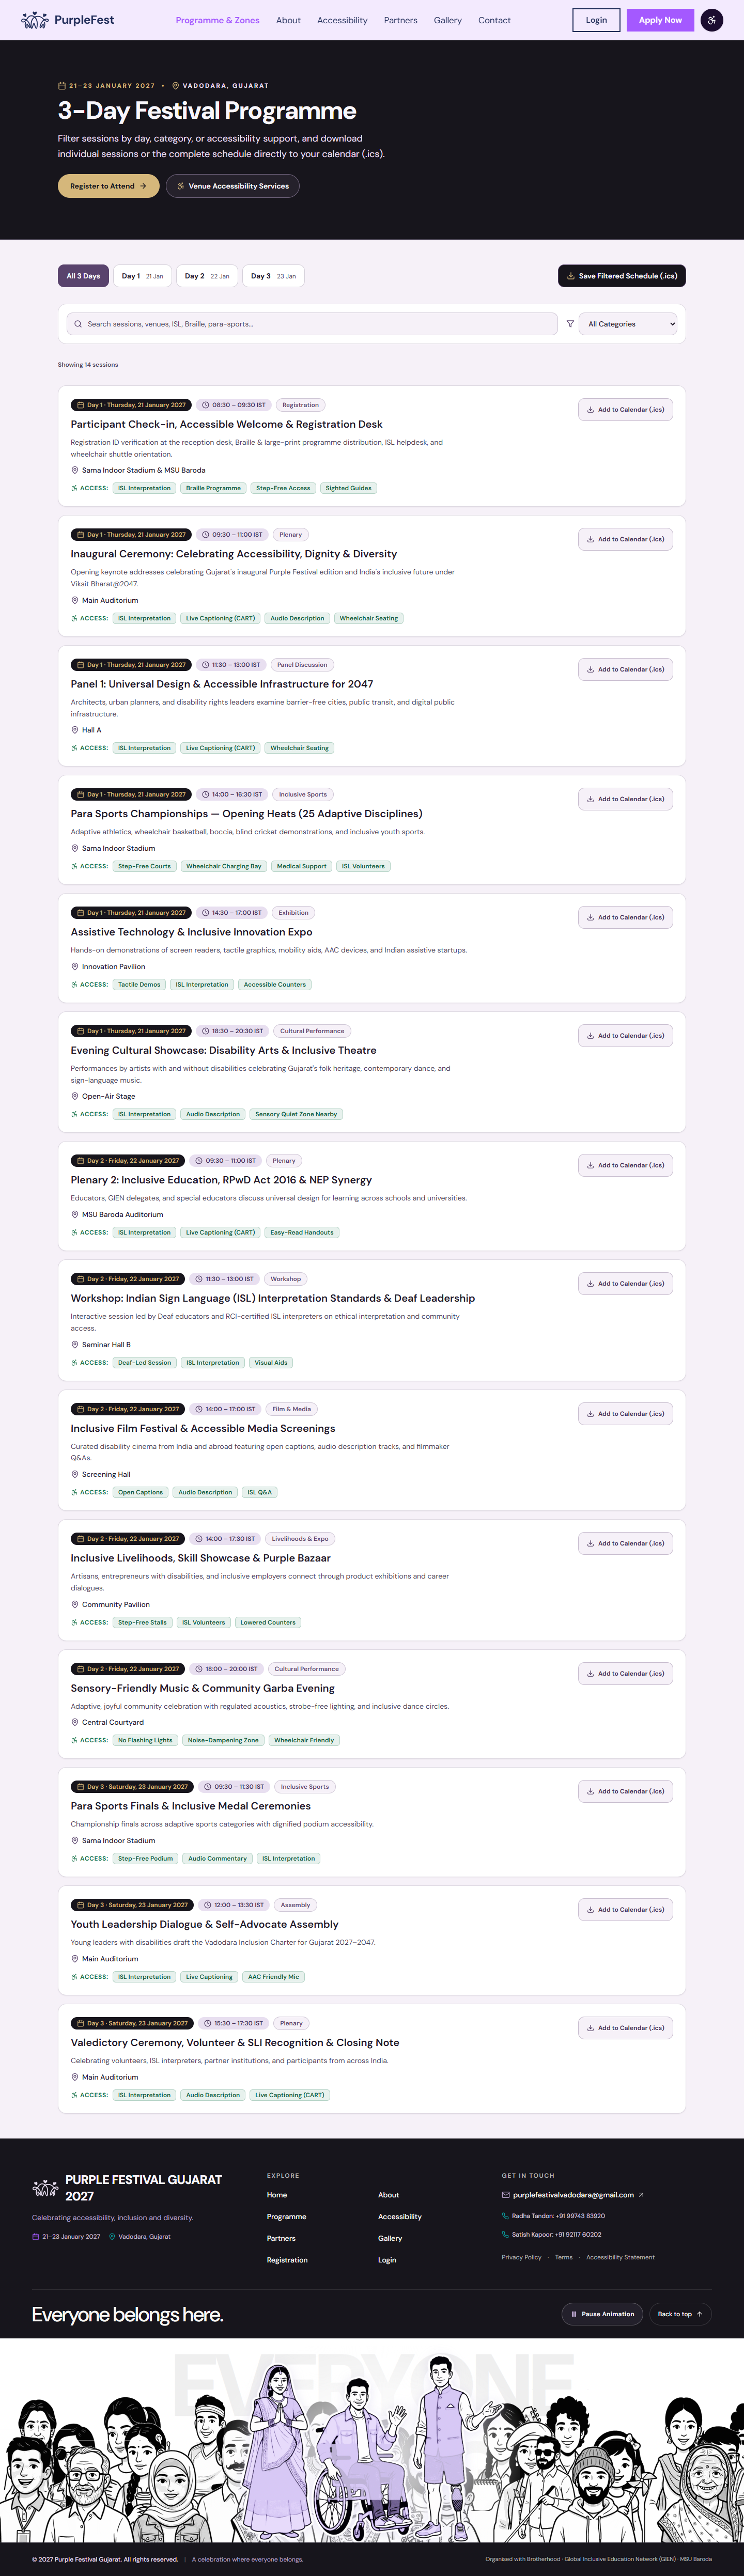 PurpleFest
Programme & Zones
About
Accessibility
Partners
Gallery
Contact
Login
Apply Now
21–23 JANUARY 2027 • VADODARA, GUJARAT
3-Day Festival Programme
Filter sessions by day, category, or accessibility support, and download
individual sessions or the complete schedule directly to your calendar (.ics).
Register to Attend
Venue Accessibility Services
All 3 Days
Day 1 21 Jan
Day 2 22 Jan
Day 3 23 Jan
Save Filtered Schedule (.ics)
Search sessions, venues, ISL, Braille, para-sports...
All Categories
Showing 14 sessions
Day 1 · Thursday, 21 January 2027 08:30 – 09:30 IST Registration
Add to Calendar (.ics)
Participant Check-in, Accessible Welcome & Registration Desk
Registration ID verification at the reception desk, Braille & large-print programme distribution, ISL helpdesk, and
wheelchair shuttle orientation.
Sama Indoor Stadium & MSU Baroda
ACCESS: ISL Interpretation Braille Programme Step-Free Access Sighted Guides
Day 1 · Thursday, 21 January 2027 09:30 – 11:00 IST Plenary
Add to Calendar (.ics)
Inaugural Ceremony: Celebrating Accessibility, Dignity & Diversity
Opening keynote addresses celebrating Gujarat's inaugural Purple Festival edition and India's inclusive future under
Viksit Bharat@2047.
Main Auditorium
ACCESS: ISL Interpretation Live Captioning (CART) Audio Description Wheelchair Seating
Day 1 · Thursday, 21 January 2027 11:30 – 13:00 IST Panel Discussion
Add to Calendar (.ics)
Panel 1: Universal Design & Accessible Infrastructure for 2047
Architects, urban planners, and disability rights leaders examine barrier-free cities, public transit, and digital public
infrastructure.
Hall A
ACCESS: ISL Interpretation Live Captioning (CART) Wheelchair Seating
Day 1 · Thursday, 21 January 2027 14:00 – 16:30 IST Inclusive Sports
Add to Calendar (.ics)
Para Sports Championships — Opening Heats (25 Adaptive Disciplines)
Adaptive athletics, wheelchair basketball, boccia, blind cricket demonstrations, and inclusive youth sports.
Sama Indoor Stadium
ACCESS: Step-Free Courts Wheelchair Charging Bay Medical Support ISL Volunteers
Day 1 · Thursday, 21 January 2027 14:30 – 17:00 IST Exhibition
Add to Calendar (.ics)
Assistive Technology & Inclusive Innovation Expo
Hands-on demonstrations of screen readers, tactile graphics, mobility aids, AAC devices, and Indian assistive startups.
Innovation Pavilion
ACCESS: Tactile Demos ISL Interpretation Accessible Counters
Day 1 · Thursday, 21 January 2027 18:30 – 20:30 IST Cultural Performance
Add to Calendar (.ics)
Evening Cultural Showcase: Disability Arts & Inclusive Theatre
Performances by artists with and without disabilities celebrating Gujarat's folk heritage, contemporary dance, and
sign-language music.
Open-Air Stage
ACCESS: ISL Interpretation Audio Description Sensory Quiet Zone Nearby
Day 2 · Friday, 22 January 2027 09:30 – 11:00 IST Plenary
Add to Calendar (.ics)
Plenary 2: Inclusive Education, RPwD Act 2016 & NEP Synergy
Educators, GIEN delegates, and special educators discuss universal design for learning across schools and universities.
MSU Baroda Auditorium
ACCESS: ISL Interpretation Live Captioning (CART) Easy-Read Handouts
Day 2 · Friday, 22 January 2027 11:30 – 13:00 IST Workshop
Add to Calendar (.ics)
Workshop: Indian Sign Language (ISL) Interpretation Standards & Deaf Leadership
Interactive session led by Deaf educators and RCI-certified ISL interpreters on ethical interpretation and community
access.
Seminar Hall B
ACCESS: Deaf-Led Session ISL Interpretation Visual Aids
Day 2 · Friday, 22 January 2027 14:00 – 17:00 IST Film & Media
Add to Calendar (.ics)
Inclusive Film Festival & Accessible Media Screenings
Curated disability cinema from India and abroad featuring open captions, audio description tracks, and filmmaker
Q&As.
Screening Hall
ACCESS: Open Captions Audio Description ISL Q&A
Day 2 · Friday, 22 January 2027 14:00 – 17:30 IST Livelihoods & Expo
Add to Calendar (.ics)
Inclusive Livelihoods, Skill Showcase & Purple Bazaar
Artisans, entrepreneurs with disabilities, and inclusive employers connect through product exhibitions and career
dialogues.
Community Pavilion
ACCESS: Step-Free Stalls ISL Volunteers Lowered Counters
Day 2 · Friday, 22 January 2027 18:00 – 20:00 IST Cultural Performance
Add to Calendar (.ics)
Sensory-Friendly Music & Community Garba Evening
Adaptive, joyful community celebration with regulated acoustics, strobe-free lighting, and inclusive dance circles.
Central Courtyard
ACCESS: No Flashing Lights Noise-Dampening Zone Wheelchair Friendly
Day 3 · Saturday, 23 January 2027 09:30 – 11:30 IST Inclusive Sports
Add to Calendar (.ics)
Para Sports Finals & Inclusive Medal Ceremonies
Championship finals across adaptive sports categories with dignified podium accessibility.
Sama Indoor Stadium
ACCESS: Step-Free Podium Audio Commentary ISL Interpretation
Day 3 · Saturday, 23 January 2027 12:00 – 13:30 IST Assembly
Add to Calendar (.ics)
Youth Leadership Dialogue & Self-Advocate Assembly
Young leaders with disabilities draft the Vadodara Inclusion Charter for Gujarat 2027–2047.
Main Auditorium
ACCESS: ISL Interpretation Live Captioning AAC Friendly Mic
Day 3 · Saturday, 23 January 2027 15:30 – 17:30 IST Plenary
Add to Calendar (.ics)
Valedictory Ceremony, Volunteer & SLI Recognition & Closing Note
Celebrating volunteers, ISL interpreters, partner institutions, and participants from across India.
Main Auditorium
ACCESS: ISL Interpretation Audio Description Live Captioning (CART)
PURPLE FESTIVAL GUJARAT
2027
Celebrating accessibility, inclusion and diversity.
21–23 January 2027 Vadodara, Gujarat
EXPLORE
Home
About
Programme
Accessibility
Partners
Gallery
Registration
Login
GET IN TOUCH
purplefestivalvadodara@gmail.com
Radha Tandon: +91 99743 83920
Satish Kapoor: +91 92117 60202
Privacy Policy · Terms · Accessibility Statement
Everyone belongs here.
Pause Animation
Back to top
EVERYONE
© 2027 Purple Festival Gujarat. All rights reserved. | A celebration where everyone belongs.
Organised with Brotherhood · Global Inclusive Education Network (GIEN) · MSU Baroda